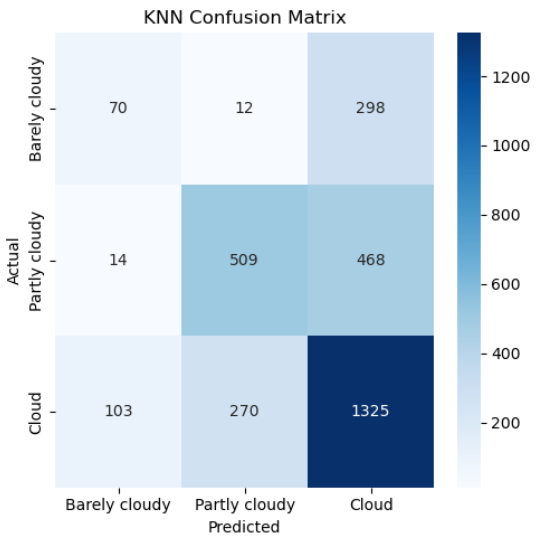 KNN Confusion Matrix
Actual
Barely cloudy
Partly cloudy
Cloud
70 12 298
14 509 468
103 270 1325
Barely cloudy Partly cloudy Cloud
Predicted
1200
1000
800
600
400
200